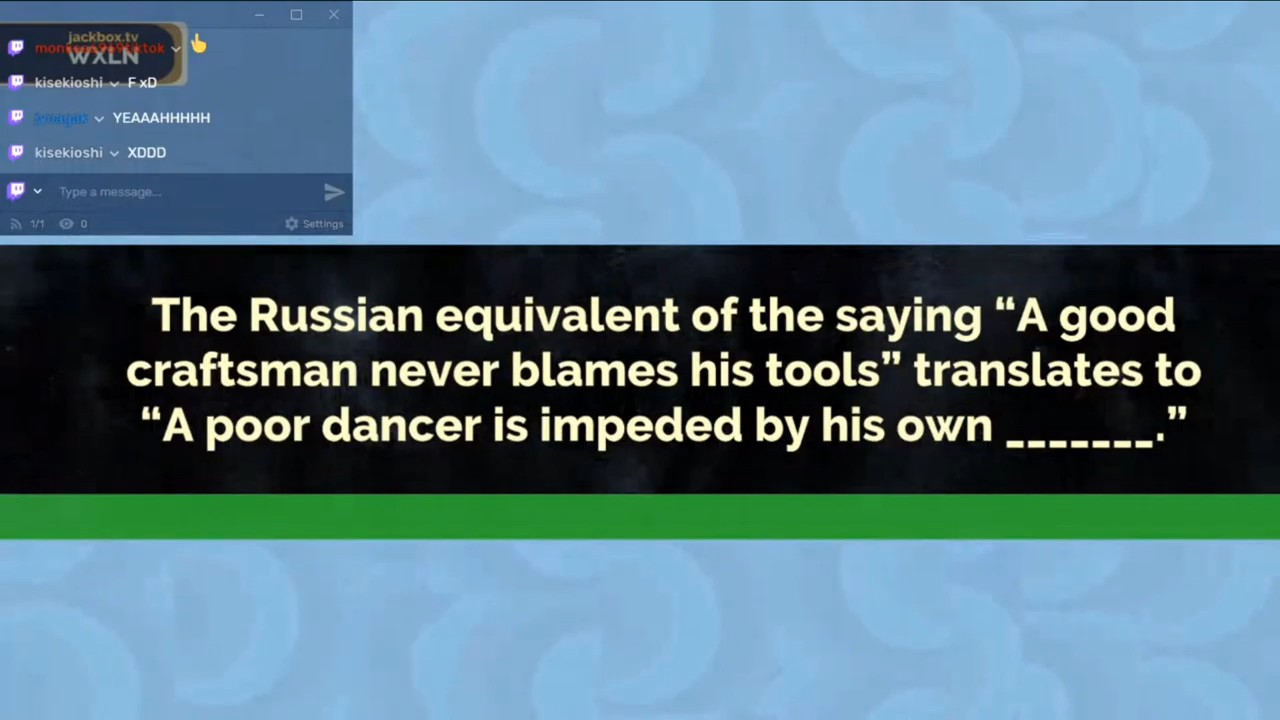 jackbox.tv
WXLN
kisekioshi F xD
YEAAAHHHHH
kisekioshi XDDD
Type a message...
1/1 0 Settings
The Russian equivalent of the saying “A good
craftsman never blames his tools” translates to
“A poor dancer is impeded by his own _______.”